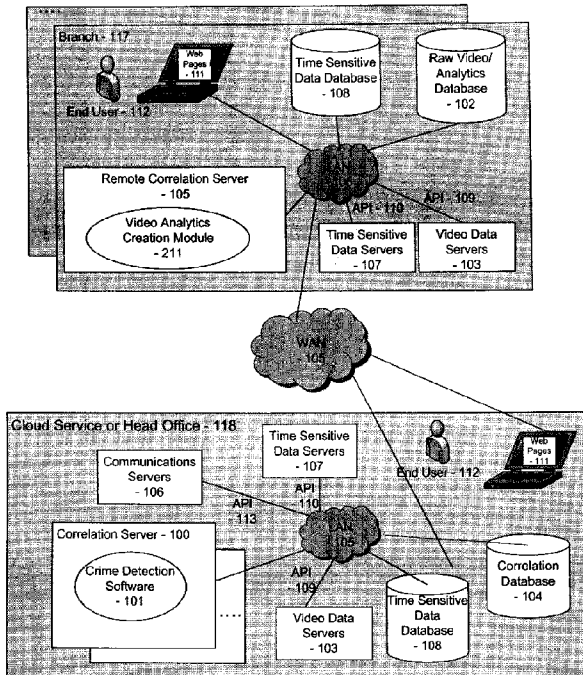 .....
Branch - 117
Web
Pages
- 111
End User - 112
Time Sensitive
Data Database
- 108
Raw Video/
Analytics
Database
- 102
Remote Correlation Server
- 105
Video Analytics
Creation Module
- 211
LAN
API - 110
API - 109
Time Sensitive
Data Servers
- 107
Video Data
Servers
- 103
WAN
105
Cloud Service or Head Office - 118
Time Sensitive
Data Servers
- 107
End User - 112
Web
Pages
- 111
Communications
Servers
- 106
API
- 113
API
110
LAN
105
Correlation Server - 100
Crime Detection
Software
- 101
....
API
109
Video Data
Servers
- 103
Time Sensitive
Data
Database
- 108
Correlation
Database
- 104